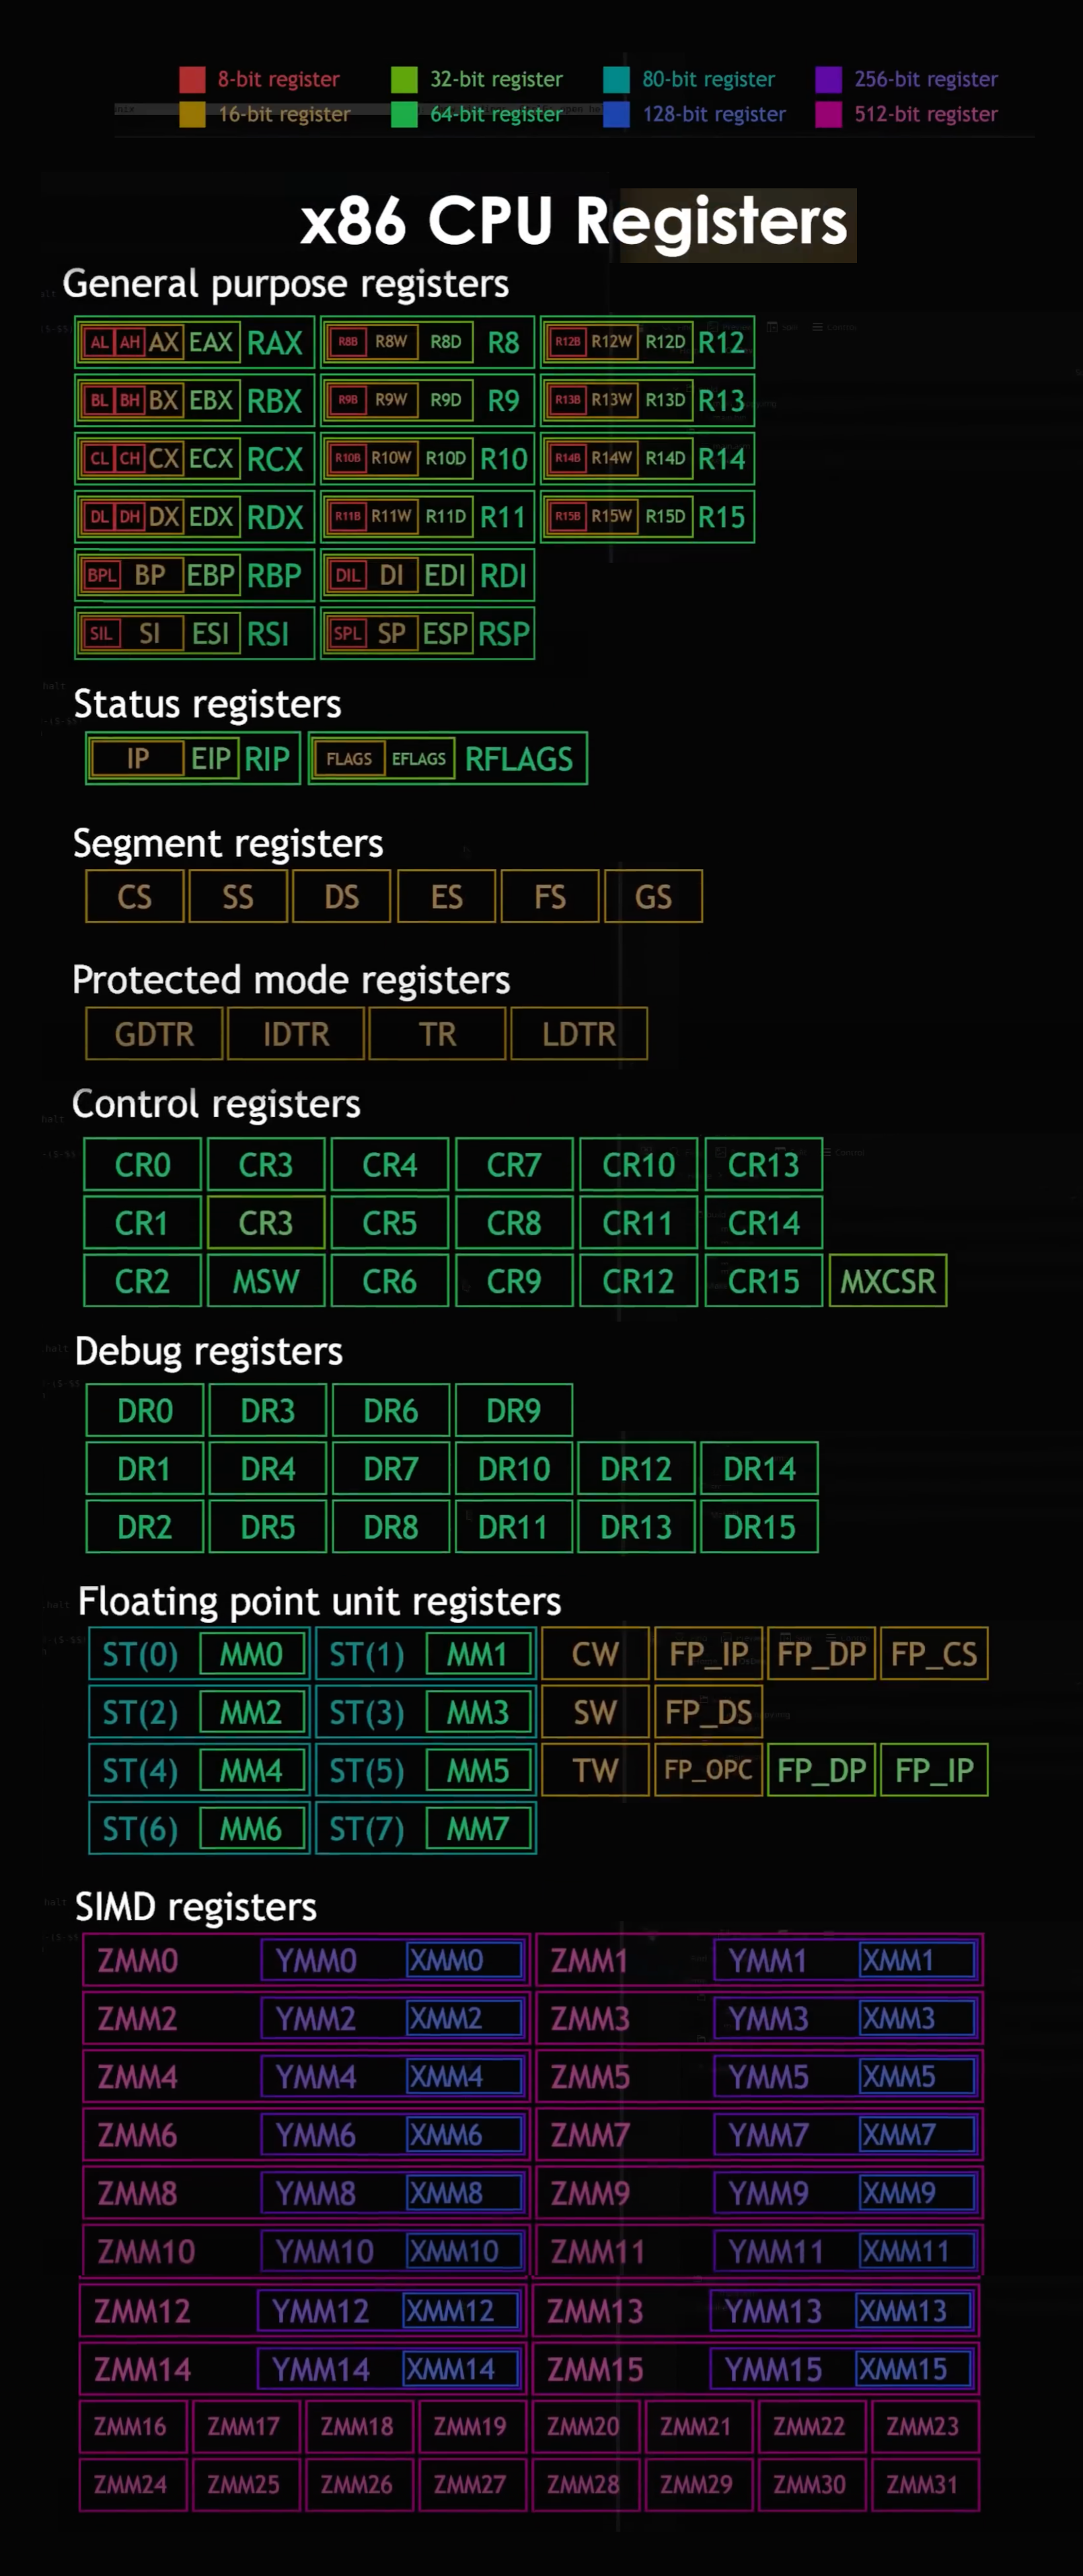 8-bit register 32-bit register 80-bit register 256-bit register
16-bit register 64-bit register 128-bit register 512-bit register
x86 CPU Registers
General purpose registers
AL AH AX EAX RAX R8B R8W R8D R8 R12B R12W R12D R12
BL BH BX EBX RBX R9B R9W R9D R9 R13B R13W R13D R13
CL CH CX ECX RCX R10B R10W R10D R10 R14B R14W R14D R14
DL DH DX EDX RDX R11B R11W R11D R11 R15B R15W R15D R15
BPL BP EBP RBP DIL DI EDI RDI
SIL SI ESI RSI SPL SP ESP RSP
Status registers
IP EIP RIP FLAGS EFLAGS RFLAGS
Segment registers
CS SS DS ES FS GS
Protected mode registers
GDTR IDTR TR LDTR
Control registers
CR0 CR3 CR4 CR7 CR10 CR13
CR1 CR3 CR5 CR8 CR11 CR14
CR2 MSW CR6 CR9 CR12 CR15 MXCSR
Debug registers
DR0 DR3 DR6 DR9
DR1 DR4 DR7 DR10 DR12 DR14
DR2 DR5 DR8 DR11 DR13 DR15
Floating point unit registers
ST(0) MM0 ST(1) MM1 CW FP_IP FP_DP FP_CS
ST(2) MM2 ST(3) MM3 SW FP_DS
ST(4) MM4 ST(5) MM5 TW FP_OPC FP_DP FP_IP
ST(6) MM6 ST(7) MM7
SIMD registers
ZMM0 YMM0 XMM0 ZMM1 YMM1 XMM1
ZMM2 YMM2 XMM2 ZMM3 YMM3 XMM3
ZMM4 YMM4 XMM4 ZMM5 YMM5 XMM5
ZMM6 YMM6 XMM6 ZMM7 YMM7 XMM7
ZMM8 YMM8 XMM8 ZMM9 YMM9 XMM9
ZMM10 YMM10 XMM10 ZMM11 YMM11 XMM11
ZMM12 YMM12 XMM12 ZMM13 YMM13 XMM13
ZMM14 YMM14 XMM14 ZMM15 YMM15 XMM15
ZMM16 ZMM17 ZMM18 ZMM19 ZMM20 ZMM21 ZMM22 ZMM23
ZMM24 ZMM25 ZMM26 ZMM27 ZMM28 ZMM29 ZMM30 ZMM31